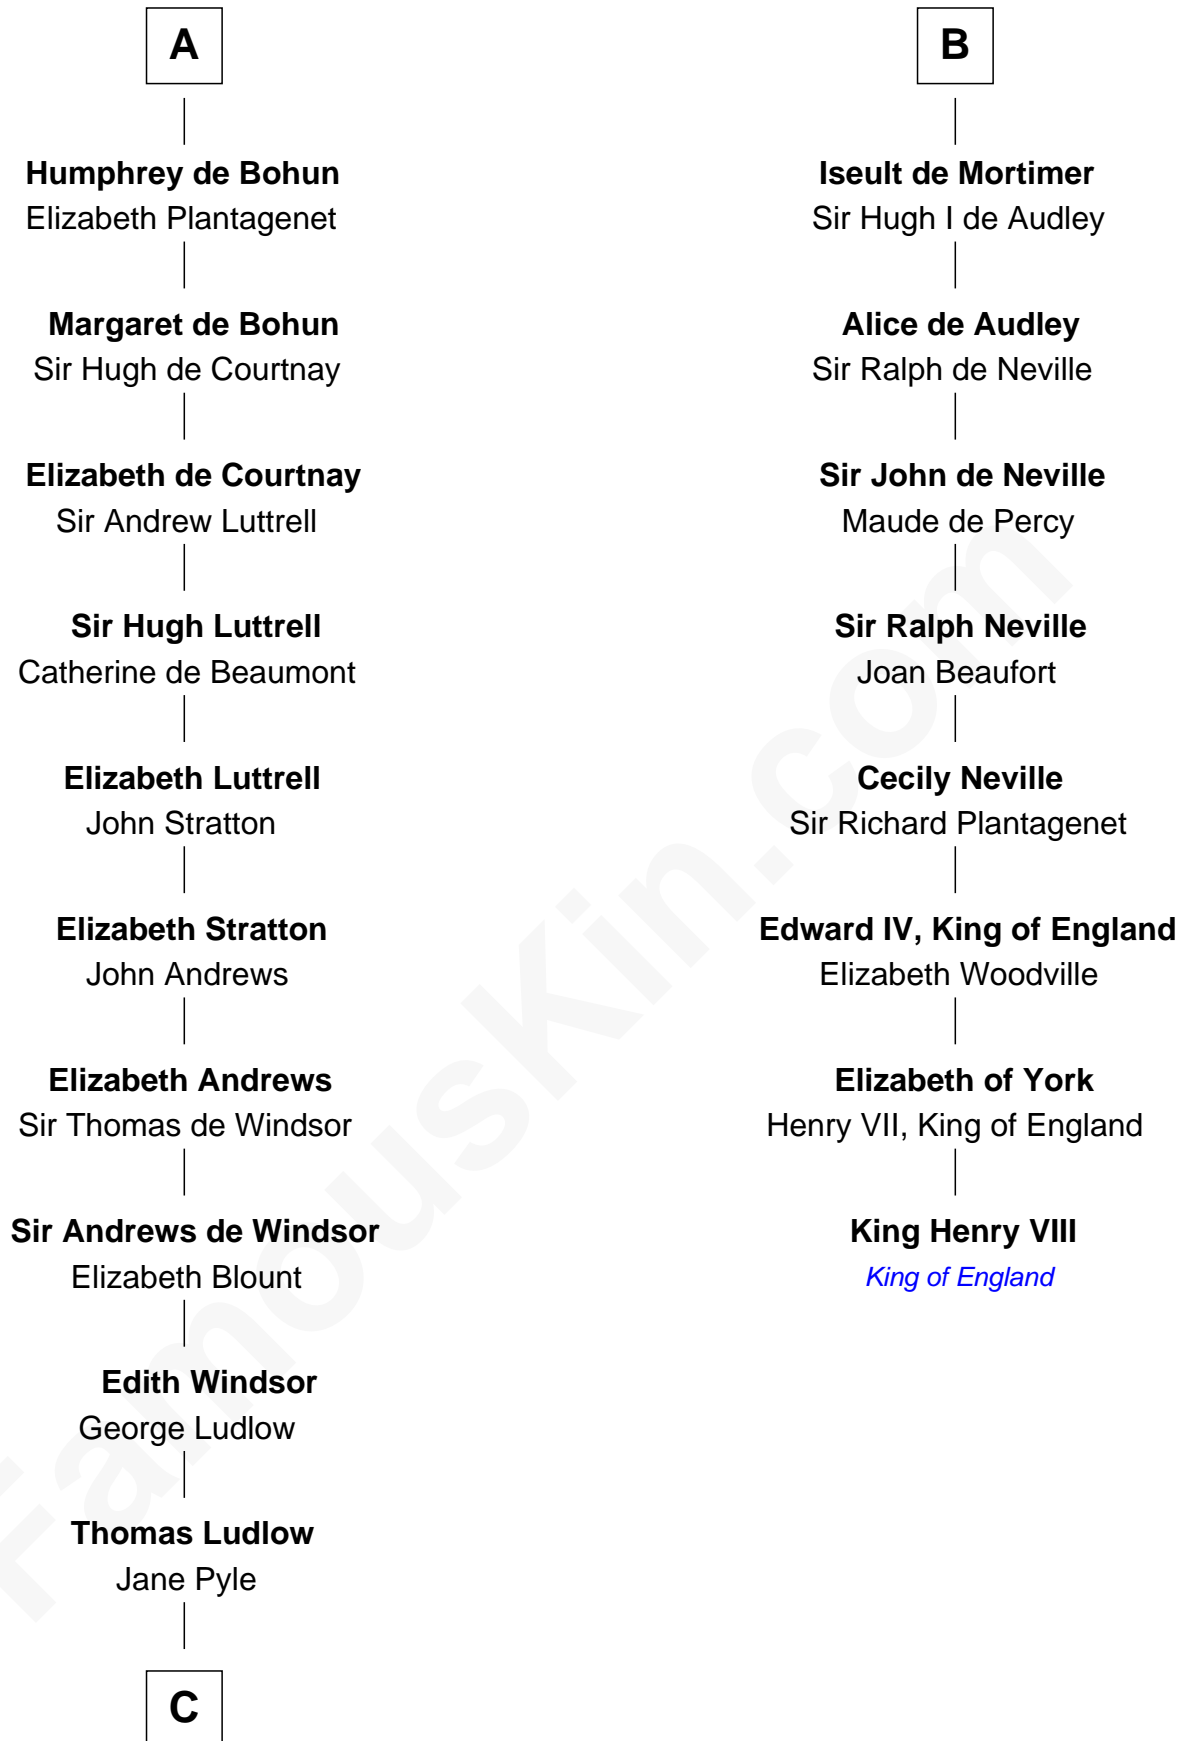 A
Humphrey de Bohun
Elizabeth Plantagenet
Margaret de Bohun
Sir Hugh de Courtnay
Elizabeth de Courtnay
Sir Andrew Luttrell
Sir Hugh Luttrell
Catherine de Beaumont
Elizabeth Luttrell
John Stratton
Elizabeth Stratton
John Andrews
Elizabeth Andrews
Sir Thomas de Windsor
Sir Andrews de Windsor
Elizabeth Blount
Edith Windsor
George Ludlow
Thomas Ludlow
Jane Pyle
C
B
Iseult de Mortimer
Sir Hugh I de Audley
Alice de Audley
Sir Ralph de Neville
Sir John de Neville
Maude de Percy
Sir Ralph Neville
Joan Beaufort
Cecily Neville
Sir Richard Plantagenet
Edward IV, King of England
Elizabeth Woodville
Elizabeth of York
Henry VII, King of England
King Henry VIII
King of England
FamousKin.com